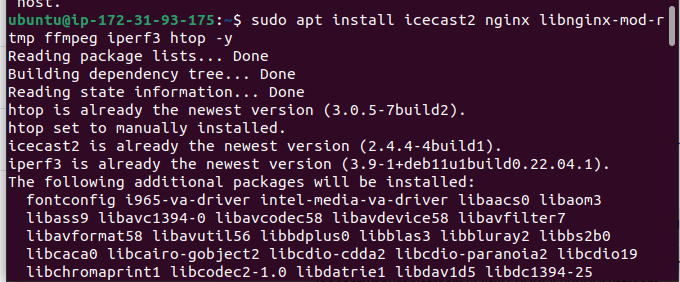 host.
ubuntu@ip-172-31-93-175:~$ sudo apt install icecast2 nginx libnginx-mod-r
tmp ffmpeg iperf3 htop -y
Reading package lists... Done
Building dependency tree... Done
Reading state information... Done
htop is already the newest version (3.0.5-7build2).
htop set to manually installed.
icecast2 is already the newest version (2.4.4-4build1).
iperf3 is already the newest version (3.9-1+deb11u1build0.22.04.1).
The following additional packages will be installed:
  fontconfig i965-va-driver intel-media-va-driver libaacs0 libaom3
  libass9 libavc1394-0 libavcodec58 libavdevice58 libavfilter7
  libavformat58 libavutil56 libbdplus0 libblas3 libbluray2 libbs2b0
  libcaca0 libcairo-gobject2 libcdio-cdda2 libcdio-paranoia2 libcdio19
  libchromaprint1 libcodec2-1.0 libdatrie1 libdav1d5 libdc1394-25